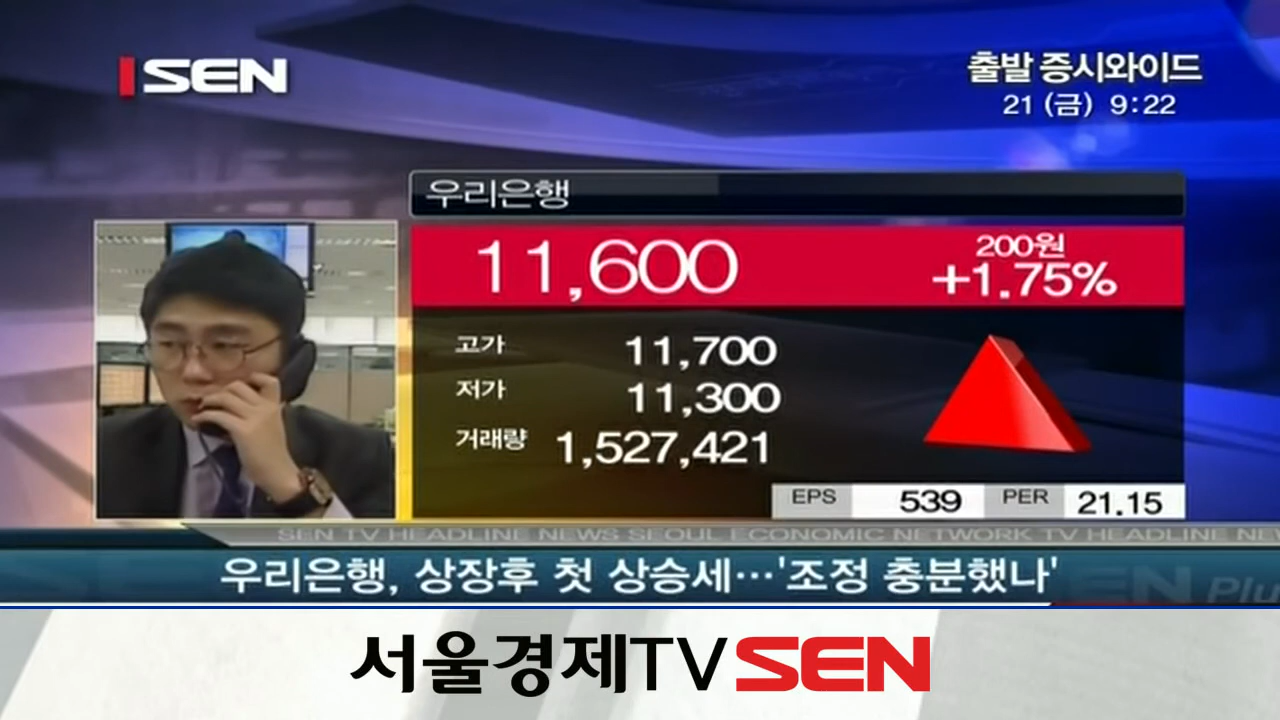 SEN
출발 증시와이드
21 (금) 9:22
우리은행
11,600
200원
+1.75%
고가 11,700
저가 11,300
거래량 1,527,421
EPS 539 PER 21.15
SEN TV HEADLINE NEWS SEOUL ECONOMIC NETWORK TV HEADLINE NEW
우리은행, 상장후 첫 상승세…'조정 충분했나'
EN Plu
서울경제TV SEN